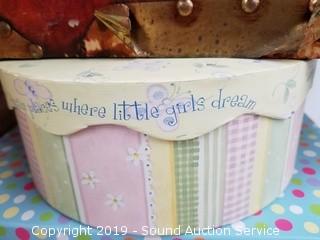 where little girls dream
Copyright 2019 - Sound Auction Service